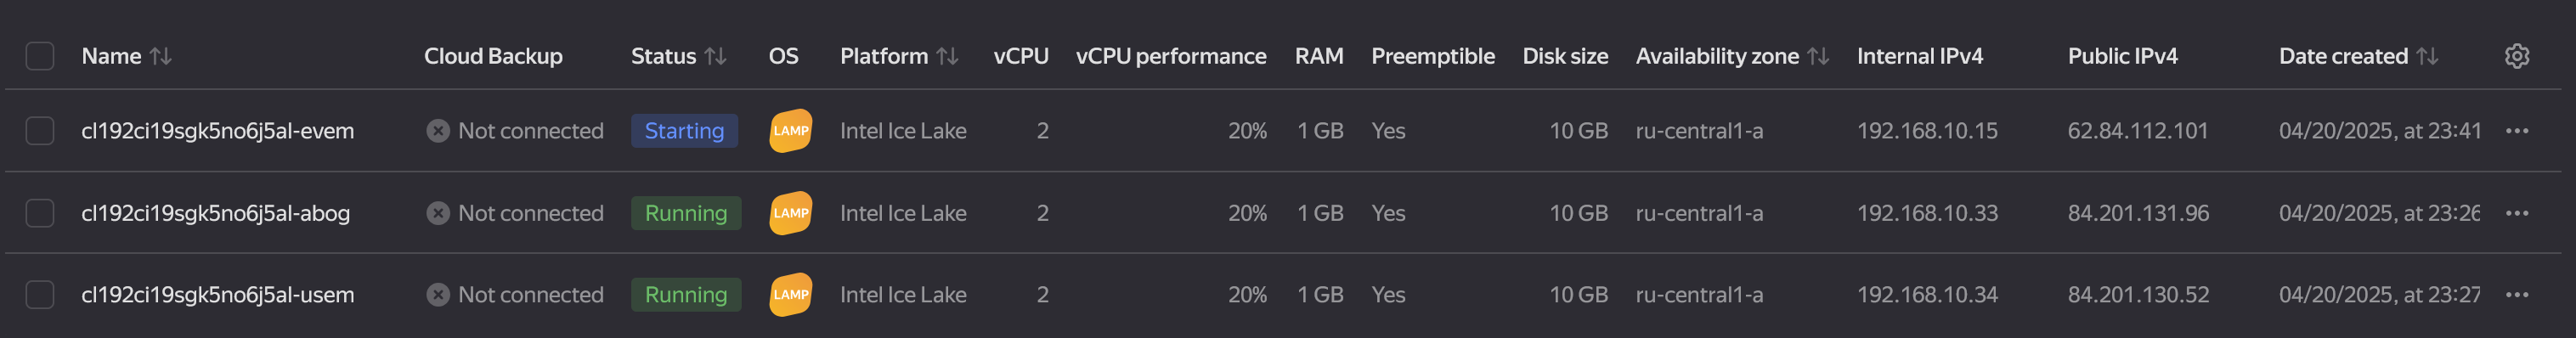 Name Cloud Backup Status OS Platform vCPU vCPU performance RAM Preemptible Disk size Availability zone Internal IPv4 Public IPv4 Date created
cl192ci19sgk5no6j5al-evem Not connected Starting LAMP Intel Ice Lake 2 20% 1 GB Yes 10 GB ru-central1-a 192.168.10.15 62.84.112.101 04/20/2025, at 23:41
cl192ci19sgk5no6j5al-abog Not connected Running LAMP Intel Ice Lake 2 20% 1 GB Yes 10 GB ru-central1-a 192.168.10.33 84.201.131.96 04/20/2025, at 23:26
cl192ci19sgk5no6j5al-usem Not connected Running LAMP Intel Ice Lake 2 20% 1 GB Yes 10 GB ru-central1-a 192.168.10.34 84.201.130.52 04/20/2025, at 23:27